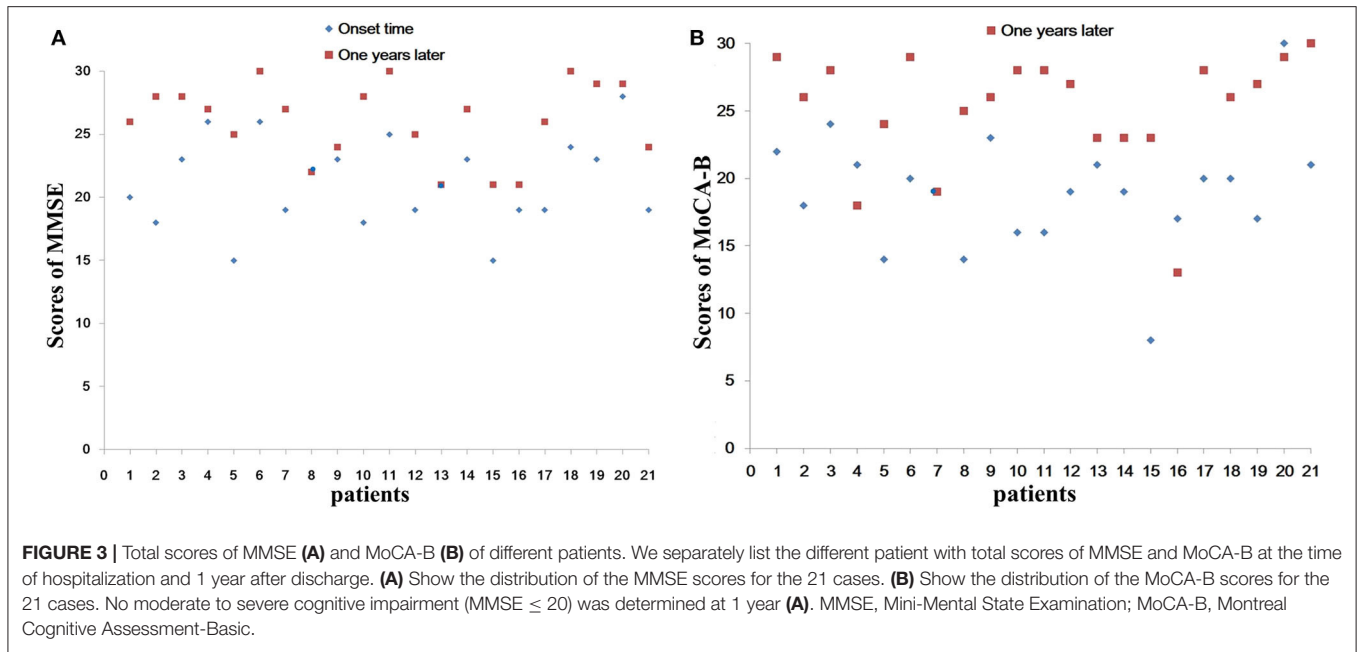 A
Onset time
One years later
30
25
20
15
10
5
0
Scores of MMSE
0 1 2 3 4 5 6 7 8 9 10 11 12 13 14 15 16 17 18 19 20 21
patients
B
One years later
30
25
20
15
10
5
0
Scores of MoCA-B
0 1 2 3 4 5 6 7 8 9 10 11 12 13 14 15 16 17 18 19 20 21
patients
FIGURE 3 | Total scores of MMSE (A) and MoCA-B (B) of different patients. We separately list the different patient with total scores of MMSE and MoCA-B at the time
of hospitalization and 1 year after discharge. (A) Show the distribution of the MMSE scores for the 21 cases. (B) Show the distribution of the MoCA-B scores for the
21 cases. No moderate to severe cognitive impairment (MMSE ≤ 20) was determined at 1 year (A). MMSE, Mini-Mental State Examination; MoCA-B, Montreal
Cognitive Assessment-Basic.